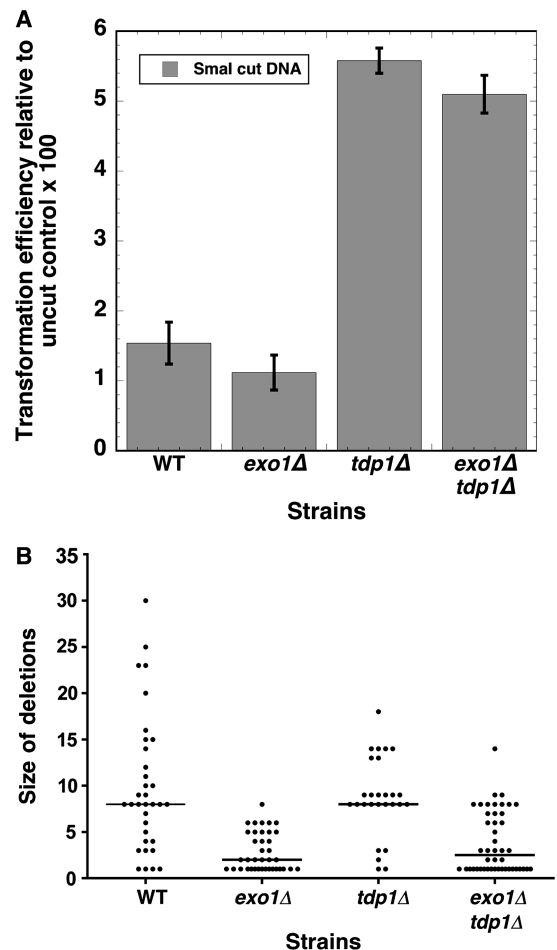 A
Transformation efficiency relative to
uncut control x 100
6
5
4
3
2
1
0
SmaI cut DNA
WT
exo1Δ
tdp1Δ
exo1Δ
tdp1Δ
Strains
B
Size of deletions
35
30
25
20
15
10
5
0
WT
exo1Δ
tdp1Δ
exo1Δ
tdp1Δ
Strains